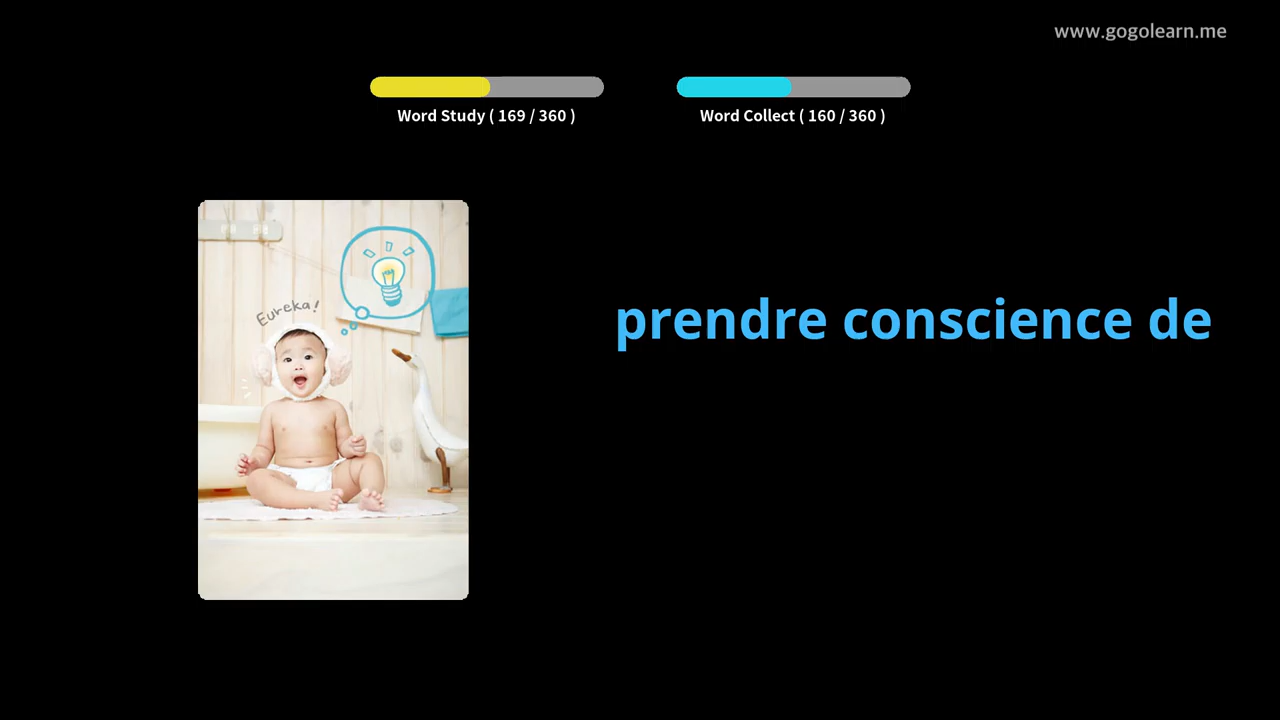 www.gogolearn.me
Word Study ( 169 / 360 )
Word Collect ( 160 / 360 )
Eureka!
prendre conscience de